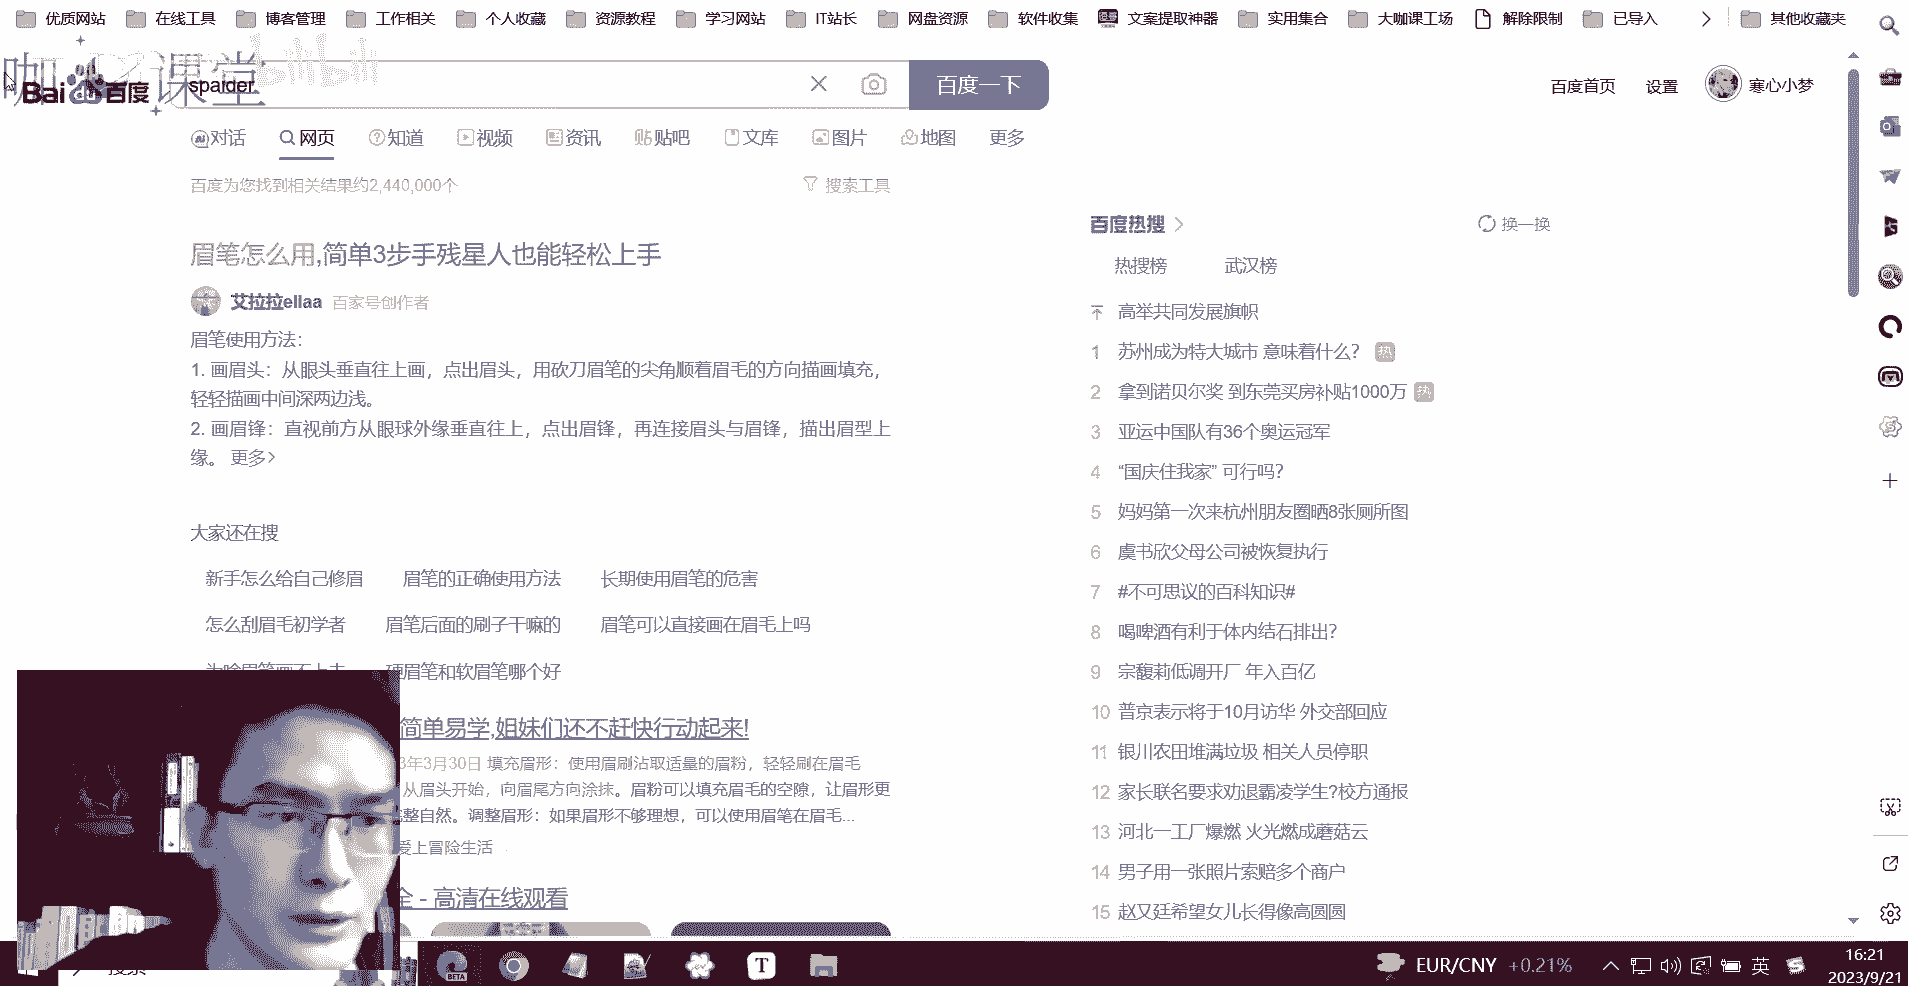 优质网站 在线工具 博客管理 工作相关 个人收藏 资源教程 学习网站 IT站长 网盘资源 软件收集 文案提取神器 实用集合 大咖课工场 解除限制 已导入 其他收藏夹
咖 课堂 bilibili
Bai du 百度 spaider 百度一下 百度首页 设置 寒心小梦
对话 网页 知道 视频 资讯 贴吧 文库 图片 地图 更多
百度为您找到相关结果约2,440,000个 搜索工具
眉笔怎么用,简单3步手残星人也能轻松上手
艾拉拉ellaa 百家号创作者
眉笔使用方法：
1. 画眉头：从眼头垂直往上画，点出眉头，用砍刀眉笔的尖角顺着眉毛的方向描画填充，
轻轻描画中间深两边浅。
2. 画眉锋：直视前方从眼球外缘垂直往上，点出眉锋，再连接眉头与眉锋，描出眉型上
缘。 更多>
大家还在搜
新手怎么给自己修眉 眉笔的正确使用方法 长期使用眉笔的危害
怎么刮眉毛初学者 眉笔后面的刷子干嘛的 眉笔可以直接画在眉毛上吗
为啥眉笔画不上去 硬眉笔和软眉笔哪个好
简单易学,姐妹们还不赶快行动起来!
3年3月30日 填充眉形：使用眉刷沾取适量的眉粉，轻轻刷在眉毛
从眉头开始，向眉尾方向涂抹。眉粉可以填充眉毛的空隙，让眉形更
整自然。调整眉形：如果眉形不够理想，可以使用眉笔在眉毛...
爱上冒险生活
全 - 高清在线观看
百度热搜 换一换
热搜榜 武汉榜
高举共同发展旗帜
1 苏州成为特大城市 意味着什么？ 热
2 拿到诺贝尔奖 到东莞买房补贴1000万 热
3 亚运中国队有36个奥运冠军
4 “国庆住我家” 可行吗？
5 妈妈第一次来杭州朋友圈晒8张厕所图
6 虞书欣父母公司被恢复执行
7 #不可思议的百科知识#
8 喝啤酒有利于体内结石排出？
9 宗馥莉低调开厂 年入百亿
10 普京表示将于10月访华 外交部回应
11 银川农田堆满垃圾 相关人员停职
12 家长联名要求劝退霸凌学生?校方通报
13 河北一工厂爆燃 火光燃成蘑菇云
14 男子用一张照片索赔多个商户
15 赵又廷希望女儿长得像高圆圆
搜索 BETA T EUR/CNY +0.21% 英 16:21
2023/9/21